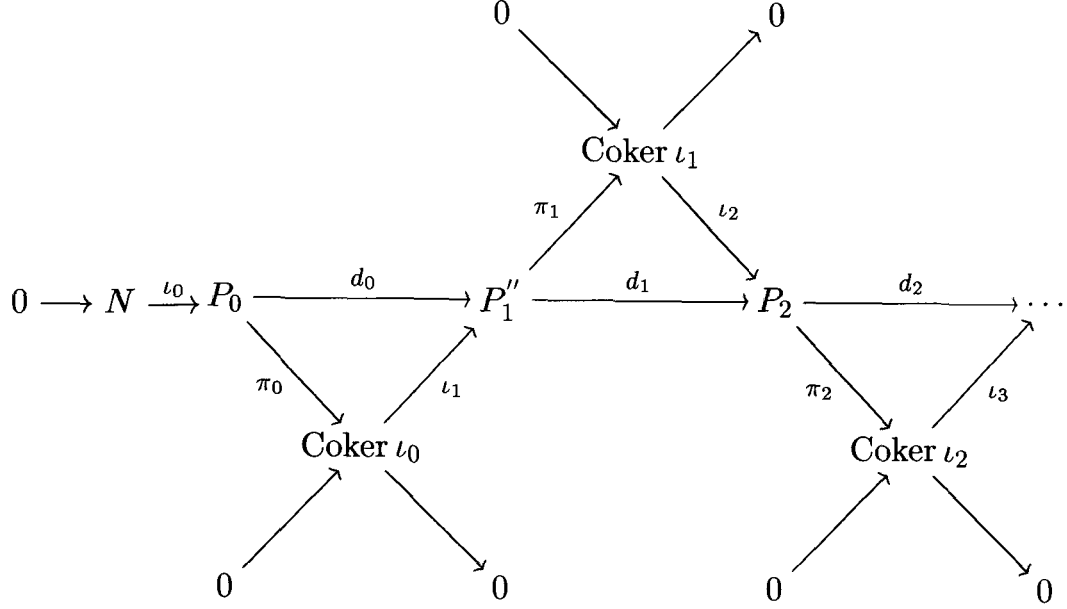 0 0
Coker ι₁
π₁ ι₂
0 N ι₀ P₀ d₀ P₁'' d₁ P₂ d₂ ⋯
π₀ ι₁ π₂ ι₃
Coker ι₀ Coker ι₂
0 0 0 0